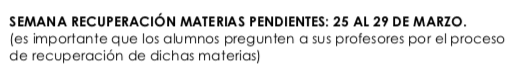 SEMANA RECUPERACIÓN MATERIAS PENDIENTES: 25 AL 29 DE MARZO.
(es importante que los alumnos pregunten a sus profesores por el proceso
de recuperación de dichas materias)